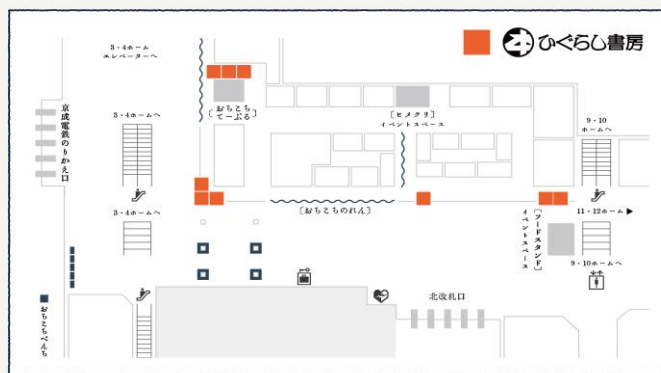 ひぐらし書房
3・4ホーム
エレベーターへ
京成電鉄のりかえ口
3・4ホームへ
[おちこち
てーぶる]
[ヒメクリ]
イベントスペース
9・10
ホームへ
3・4ホームへ
[おちこちのれん]
[フードスタンド]
イベントスペース
11・12ホーム ▶
9・10ホームへ
おちこちべんち
北改札口